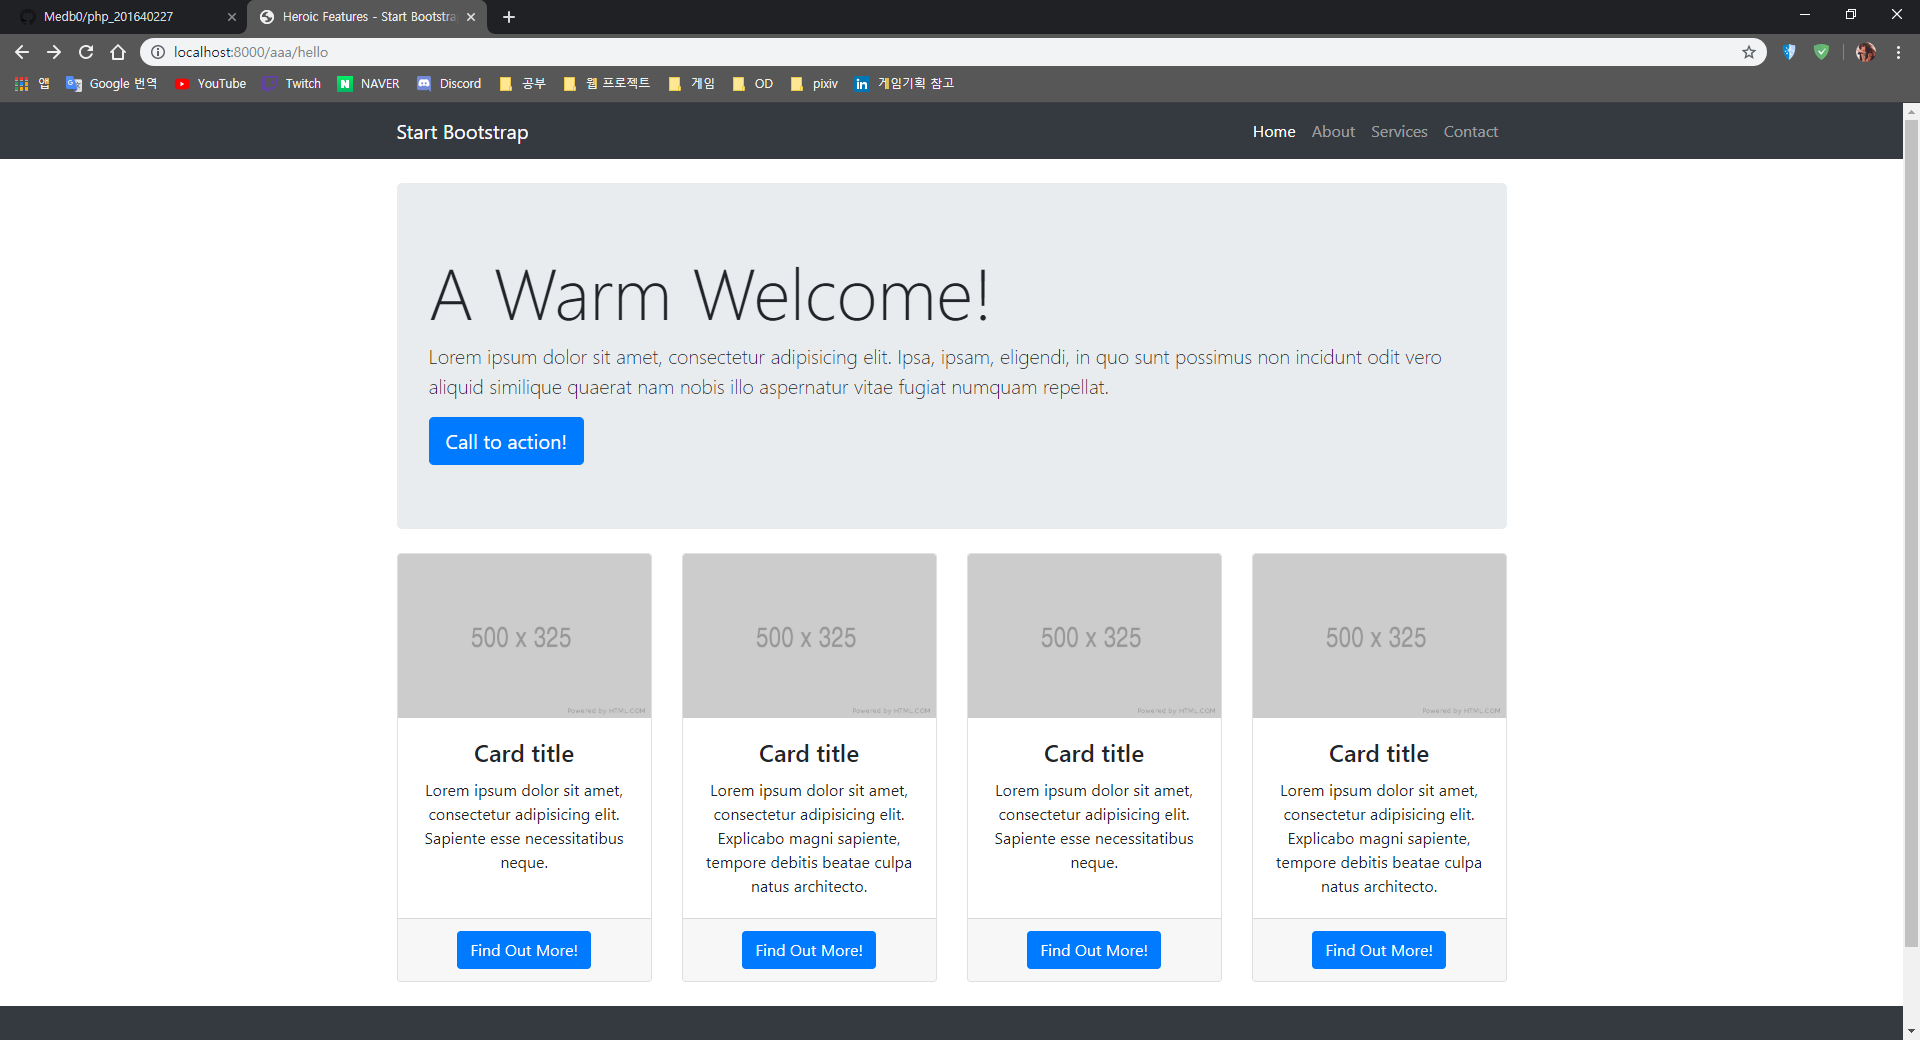 Medb0/php_201640227
Heroic Features - Start Bootstra
localhost:8000/aaa/hello
앱 Google 번역 YouTube Twitch NAVER Discord 공부 웹 프로젝트 게임 OD pixiv 게임기획 참고
Start Bootstrap
Home About Services Contact
A Warm Welcome!
Lorem ipsum dolor sit amet, consectetur adipisicing elit. Ipsa, ipsam, eligendi, in quo sunt possimus non incidunt odit vero
aliquid similique quaerat nam nobis illo aspernatur vitae fugiat numquam repellat.
Call to action!
500 x 325
Powered by HTML.COM
Card title
Lorem ipsum dolor sit amet,
consectetur adipisicing elit.
Sapiente esse necessitatibus
neque.
Find Out More!
500 x 325
Powered by HTML.COM
Card title
Lorem ipsum dolor sit amet,
consectetur adipisicing elit.
Explicabo magni sapiente,
tempore debitis beatae culpa
natus architecto.
Find Out More!
500 x 325
Powered by HTML.COM
Card title
Lorem ipsum dolor sit amet,
consectetur adipisicing elit.
Sapiente esse necessitatibus
neque.
Find Out More!
500 x 325
Powered by HTML.COM
Card title
Lorem ipsum dolor sit amet,
consectetur adipisicing elit.
Explicabo magni sapiente,
tempore debitis beatae culpa
natus architecto.
Find Out More!